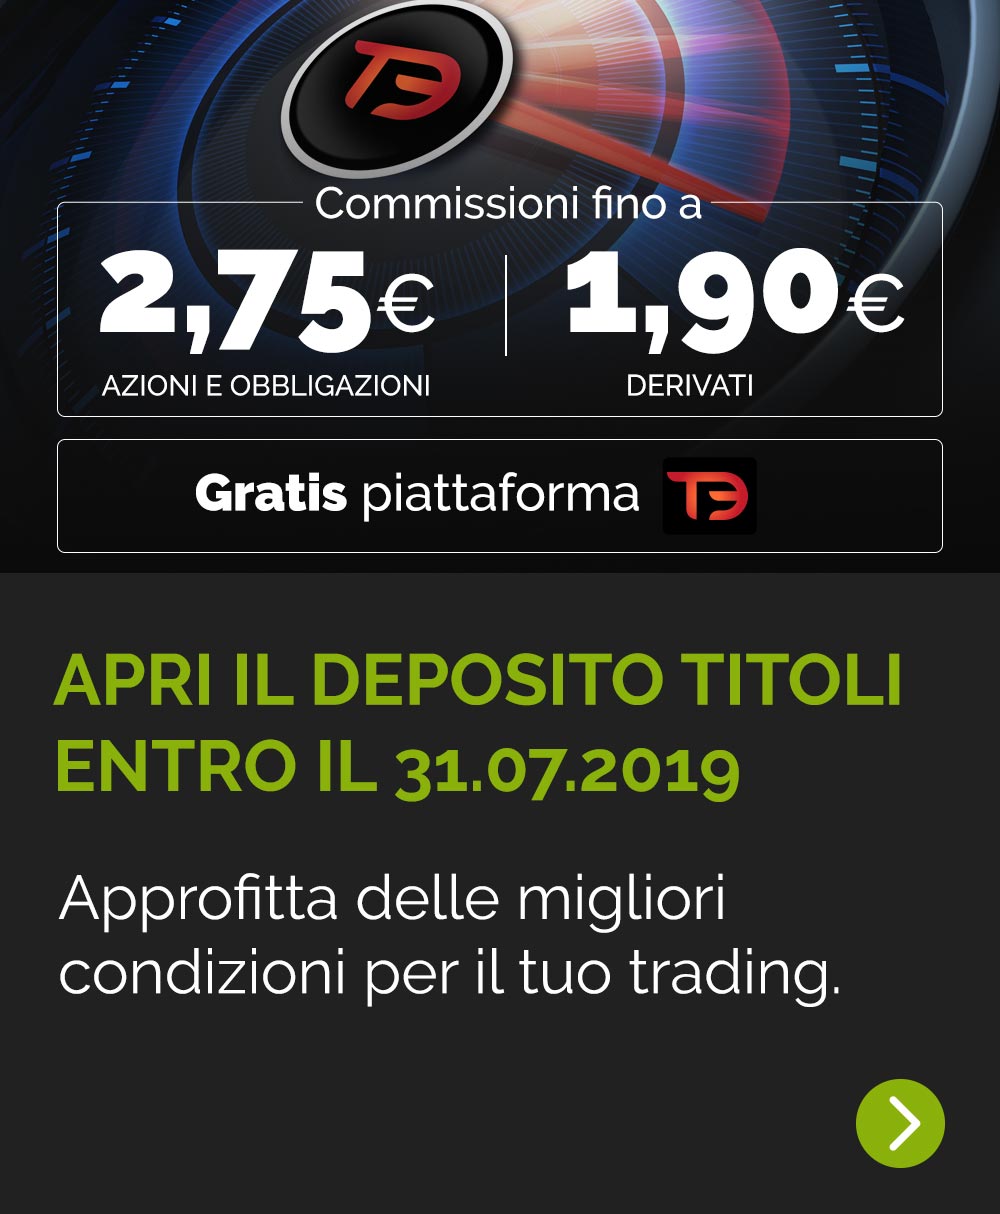 T3
Commissioni fino a
2,75€
AZIONI E OBBLIGAZIONI
1,90€
DERIVATI
Gratis piattaforma T3
APRI IL DEPOSITO TITOLI
ENTRO IL 31.07.2019
Approfitta delle migliori
condizioni per il tuo trading.